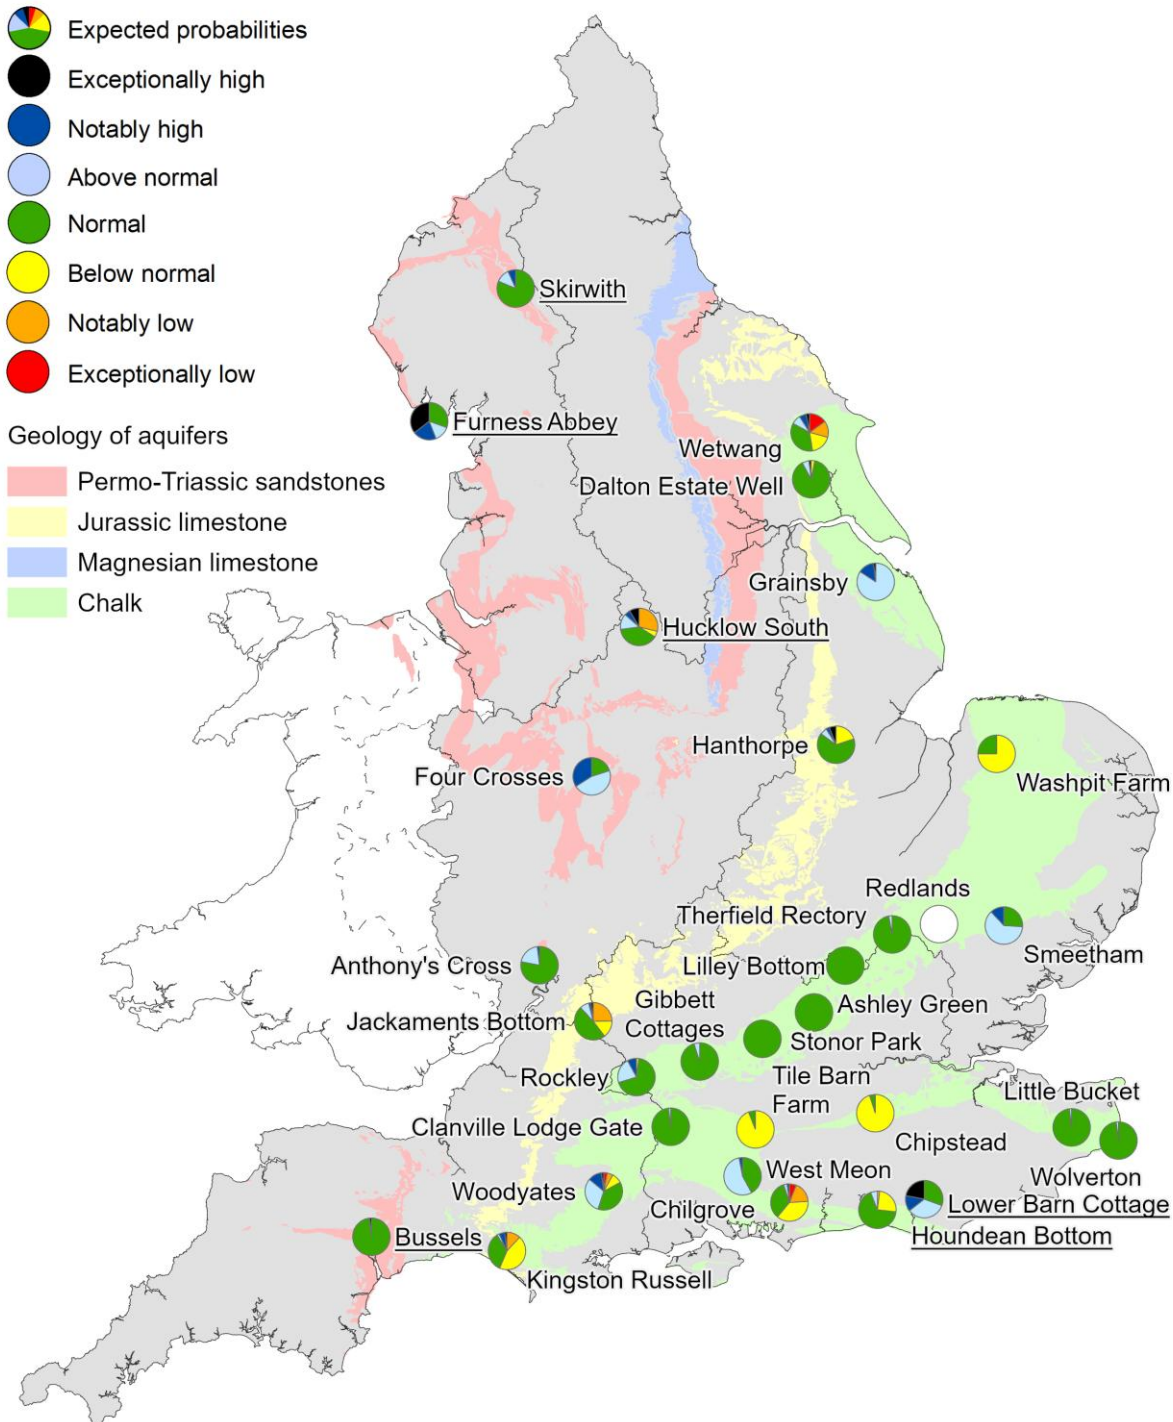 Expected probabilities
Exceptionally high
Notably high
Above normal
Normal
Below normal
Notably low
Exceptionally low
Geology of aquifers
Permo-Triassic sandstones
Jurassic limestone
Magnesian limestone
Chalk
Skirwith
Furness Abbey
Wetwang
Dalton Estate Well
Grainsby
Hucklow South
Hanthorpe
Four Crosses
Washpit Farm
Redlands
Therfield Rectory
Smeetham
Anthony's Cross
Lilley Bottom
Jackaments Bottom
Gibbett
Cottages
Ashley Green
Stonor Park
Rockley
Tile Barn
Farm
Little Bucket
Clanville Lodge Gate
Chipstead
West Meon
Wolverton
Woodyates
Chilgrove
Lower Barn Cottage
Houndean Bottom
Bussels
Kingston Russell